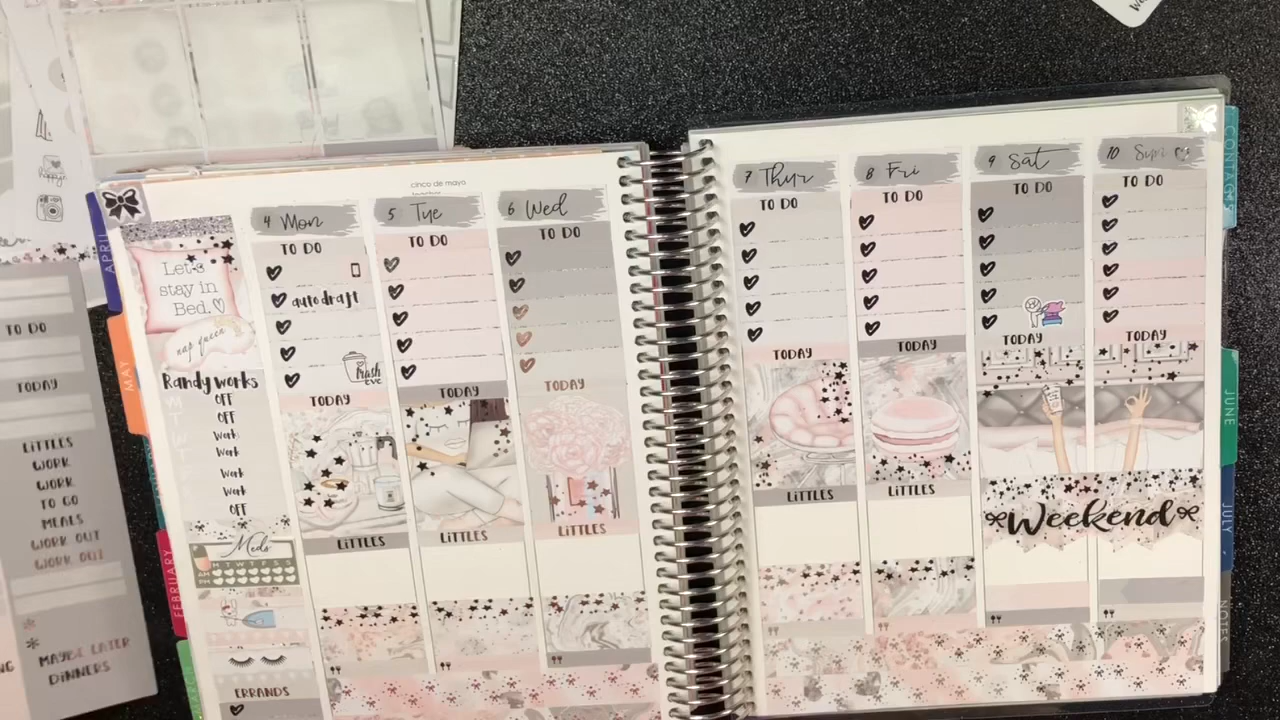 cinco de mayo
CONTACTS
APRIL
MAY
JUNE
JULY
FEBRUARY
NOTES
happy
TO DO
TODAY
LITTLES
WORK
WORK
TO GO
MEALS
WORK OUT
WORK OUT
MAYBE LATER
DINNERS
Let's
stay in
Bed.
nap queen
Randy works
OFF
OFF
Work
Work
Work
Work
OFF
Meds
M T W T F S S
AM
PM
ERRANDS
4 Mon
TO DO
autodraft
trash
eve
TODAY
LITTLES
5 Tue
TO DO
TODAY
LITTLES
6 Wed
TO DO
TODAY
LITTLES
7 Thur
TO DO
TODAY
LITTLES
8 Fri
TO DO
TODAY
LITTLES
9 Sat
TO DO
TODAY
10 Sun
TO DO
TODAY
Weekend